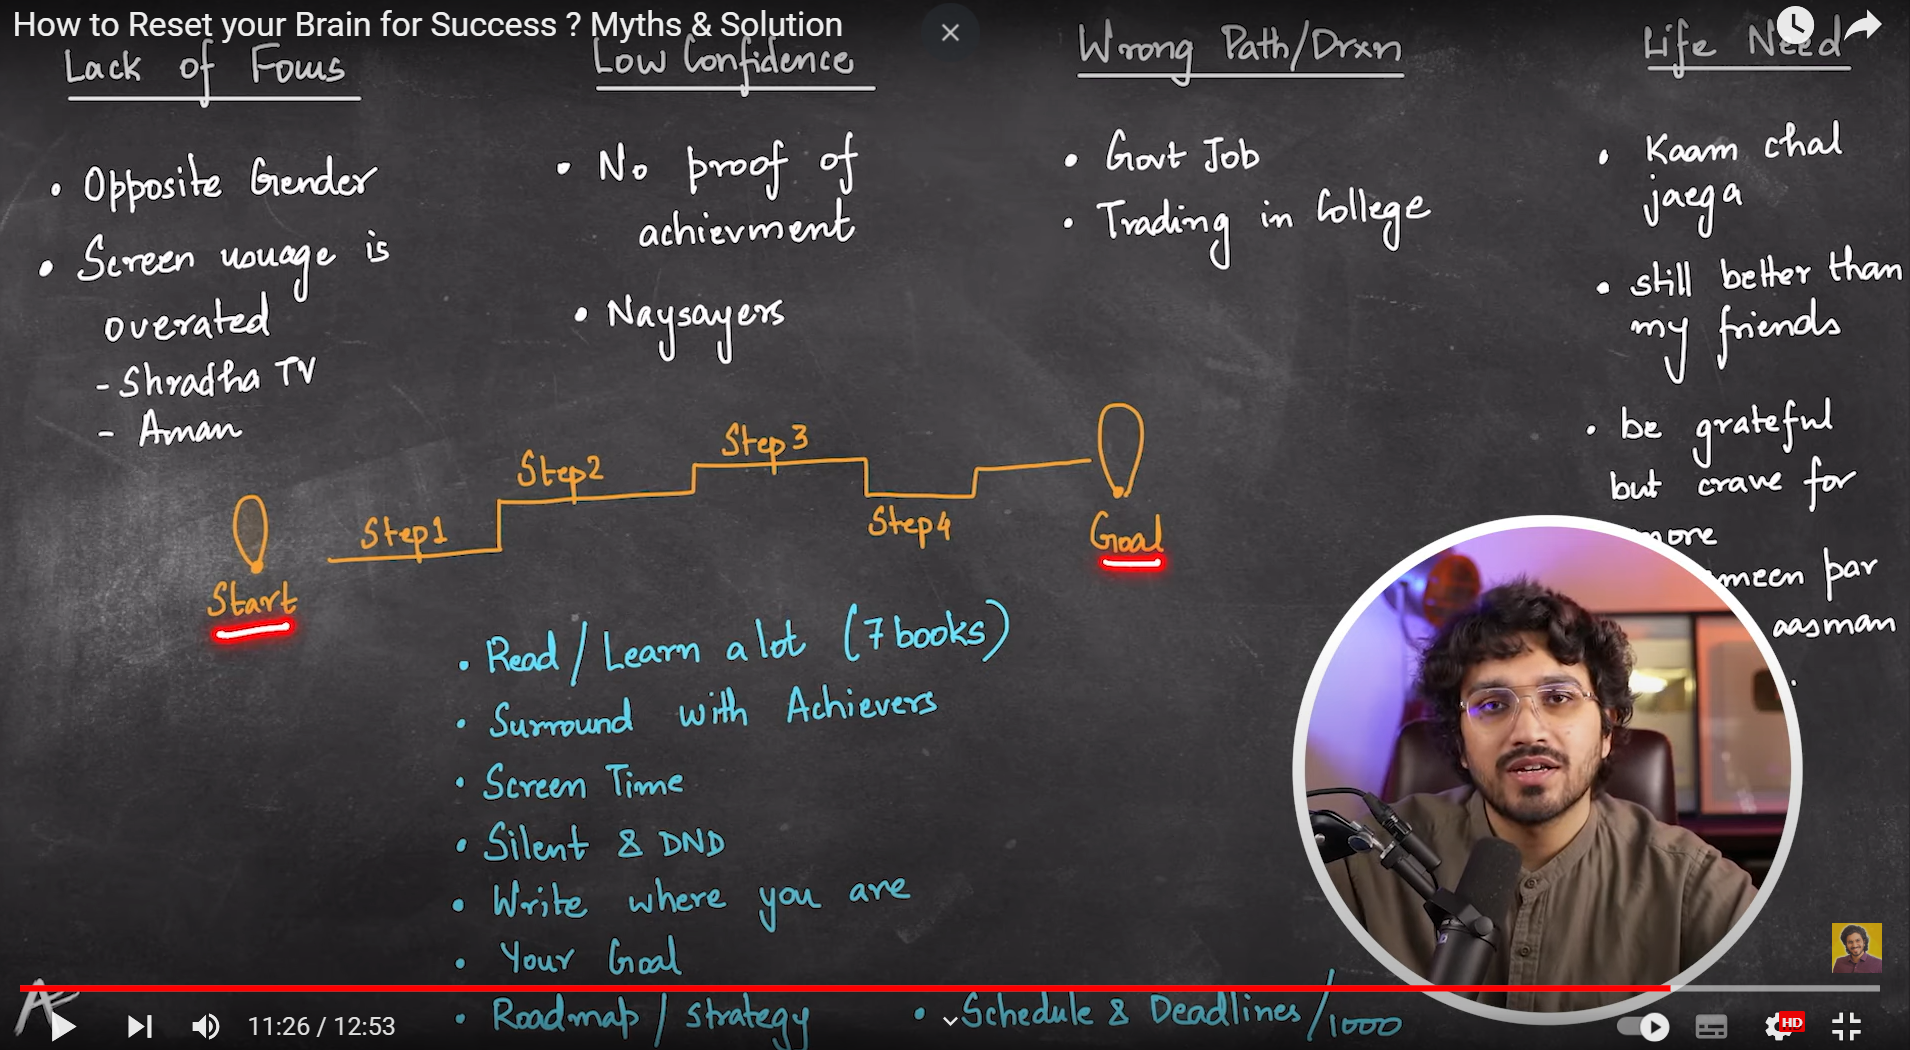 How to Reset your Brain for Success ? Myths & Solution
Lack of Focus
• Opposite Gender
• Screen usuage is
overated
- Shradha TV
- Aman
Low Confidence
• No proof of
achievment
• Naysayers
Wrong Path/Drxn
• Govt Job
• Trading in College
Life Need
• Kaam chal
jaega
• still better than
my friends
• be grateful
but crave for
more
meen par
aasman
Start
Step1
Step2
Step3
Step4
Goal
• Read / Learn a lot (7 books)
• Surround with Achievers
• Screen Time
• Silent & DND
• Write where you are
• Your Goal
• Roadmap / strategy
• Schedule & Deadlines / 1000
11:26 / 12:53
HD